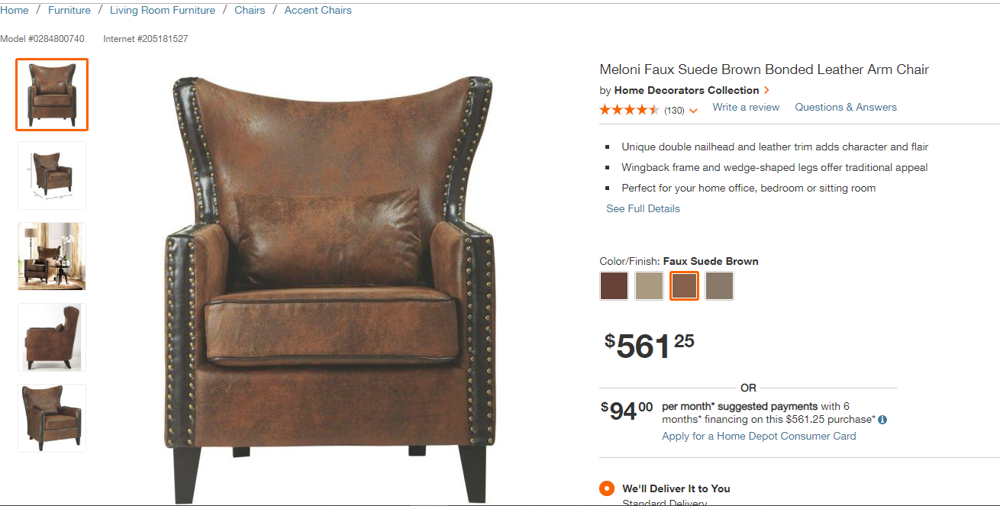 Home / Furniture / Living Room Furniture / Chairs / Accent Chairs
Model #0284800740 Internet #205181527
Meloni Faux Suede Brown Bonded Leather Arm Chair
by Home Decorators Collection >
(130) Write a review Questions & Answers
Unique double nailhead and leather trim adds character and flair
Wingback frame and wedge-shaped legs offer traditional appeal
Perfect for your home office, bedroom or sitting room
See Full Details
Color/Finish: Faux Suede Brown
$561 25
OR
$94 00 per month* suggested payments with 6
months* financing on this $561.25 purchase*
Apply for a Home Depot Consumer Card
We'll Deliver It to You
Standard Delivery